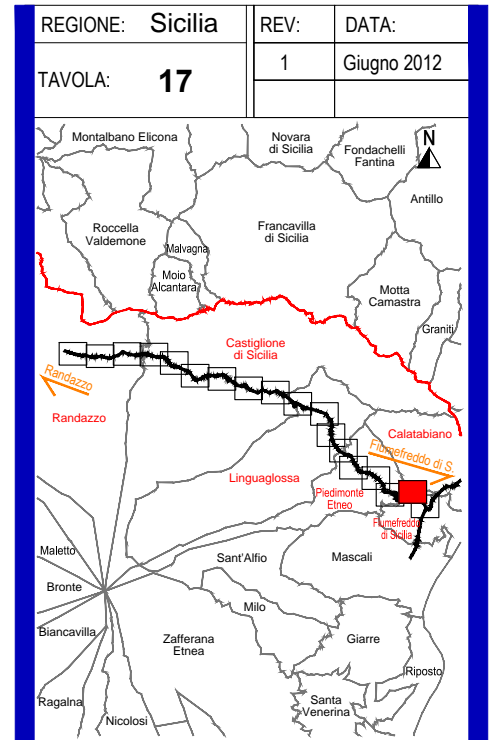 REGIONE: Sicilia
REV:
DATA:
TAVOLA: 17
1
Giugno 2012
N
Montalbano Elicona
Novara
di Sicilia
Fondachelli
Fantina
Antillo
Roccella
Valdemone
Malvagna
Francavilla
di Sicilia
Moio
Alcantara
Motta
Camastra
Graniti
Castiglione
di Sicilia
Randazzo
Randazzo
Calatabiano
Fiumefreddo di S.
Linguaglossa
Piedimonte
Etneo
Fiumefreddo
di Sicilia
Maletto
Sant'Alfio
Mascali
Bronte
Milo
Biancavilla
Zafferana
Etnea
Giarre
Riposto
Ragalna
Nicolosi
Santa
Venerina